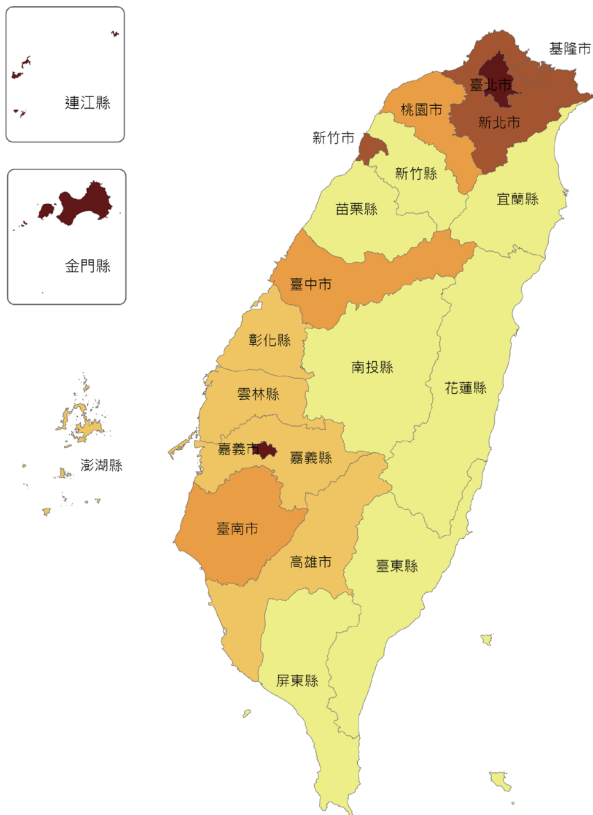 基隆市
連江縣
臺北市
桃園市
新北市
新竹市
新竹縣
宜蘭縣
苗栗縣
金門縣
臺中市
彰化縣
南投縣
花蓮縣
雲林縣
嘉義市
嘉義縣
澎湖縣
臺南市
高雄市
臺東縣
屏東縣